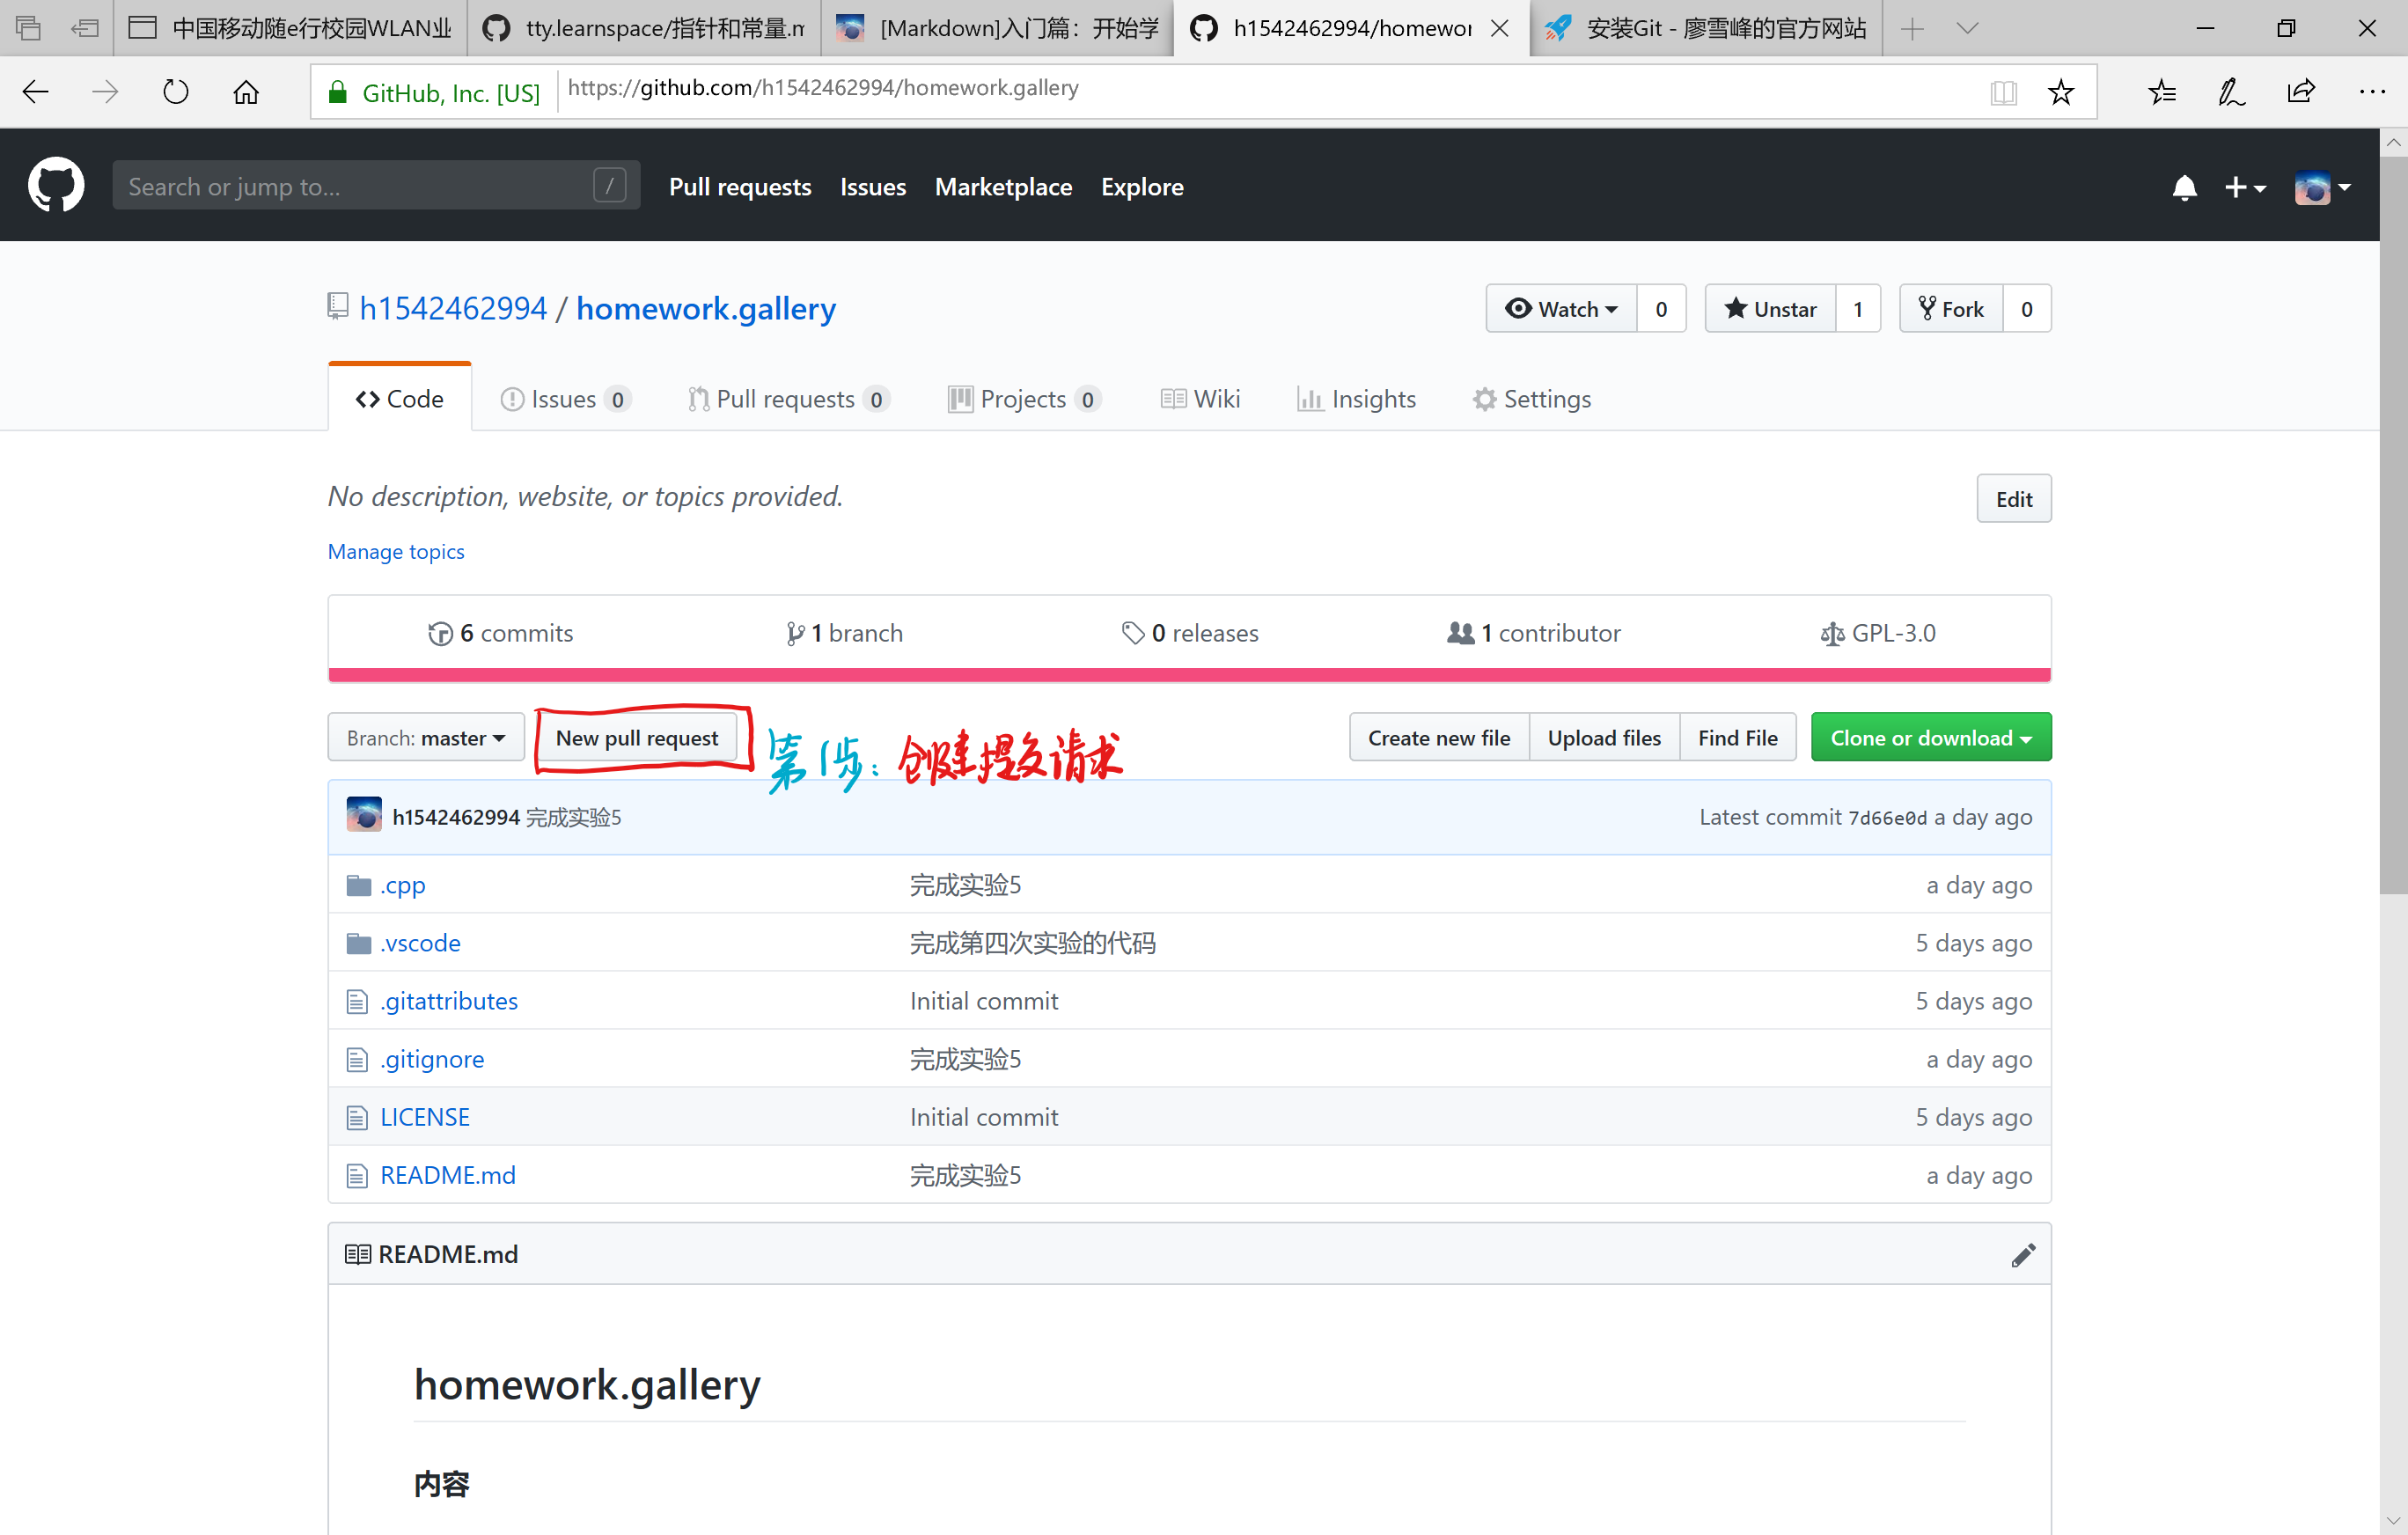 中国移动随e行校园WLAN业
tty.learnspace/指针和常量.m
[Markdown]入门篇：开始学
h1542462994/homewor
安装Git - 廖雪峰的官方网站
GitHub, Inc. [US]
https://github.com/h1542462994/homework.gallery
Search or jump to...
/
Pull requests
Issues
Marketplace
Explore
h1542462994 / homework.gallery
Watch 0
Unstar 1
Fork 0
Code
Issues 0
Pull requests 0
Projects 0
Wiki
Insights
Settings
No description, website, or topics provided.
Edit
Manage topics
6 commits
1 branch
0 releases
1 contributor
GPL-3.0
Branch: master
New pull request
第1步：创建提交请求
Create new file
Upload files
Find File
Clone or download
h1542462994 完成实验5
Latest commit 7d66e0d a day ago
.cpp 完成实验5 a day ago
.vscode 完成第四次实验的代码 5 days ago
.gitattributes Initial commit 5 days ago
.gitignore 完成实验5 a day ago
LICENSE Initial commit 5 days ago
README.md 完成实验5 a day ago
README.md
homework.gallery
内容